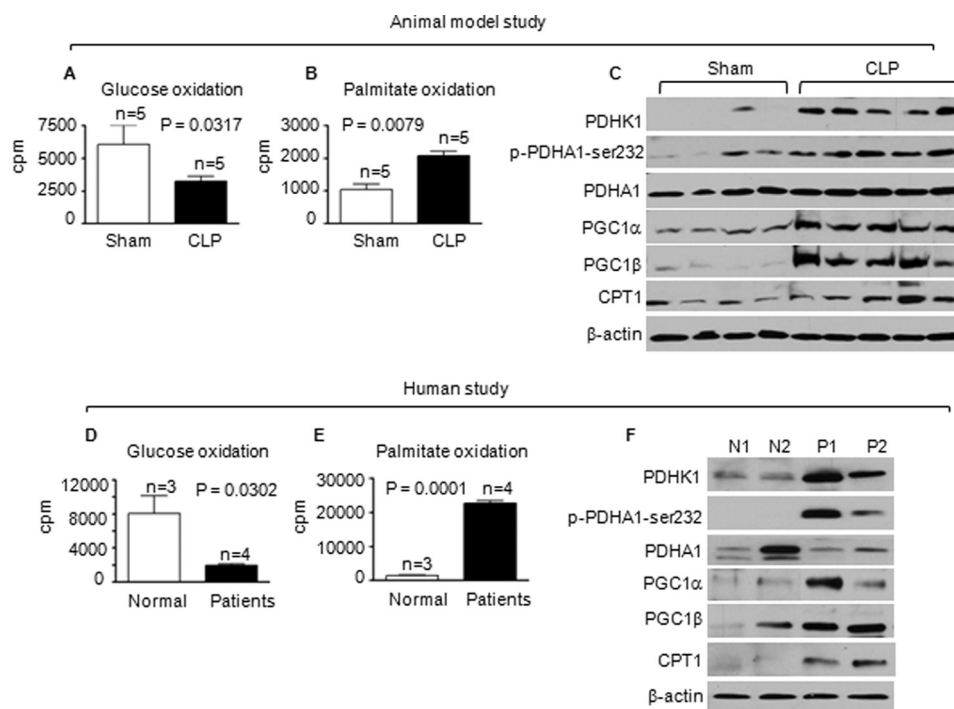 Animal model study
A
Glucose oxidation
n=5
P = 0.0317
n=5
7500
5000
2500
0
cpm
Sham CLP
B
Palmitate oxidation
P = 0.0079
n=5
n=5
3000
2000
1000
0
cpm
Sham CLP
C
Sham CLP
PDHK1
p-PDHA1-ser232
PDHA1
PGC1α
PGC1β
CPT1
β-actin
Human study
D
Glucose oxidation
n=3
P = 0.0302
n=4
12000
8000
4000
0
cpm
Normal Patients
E
Palmitate oxidation
P = 0.0001
n=4
n=3
30000
20000
10000
0
cpm
Normal Patients
F
N1 N2 P1 P2
PDHK1
p-PDHA1-ser232
PDHA1
PGC1α
PGC1β
CPT1
β-actin